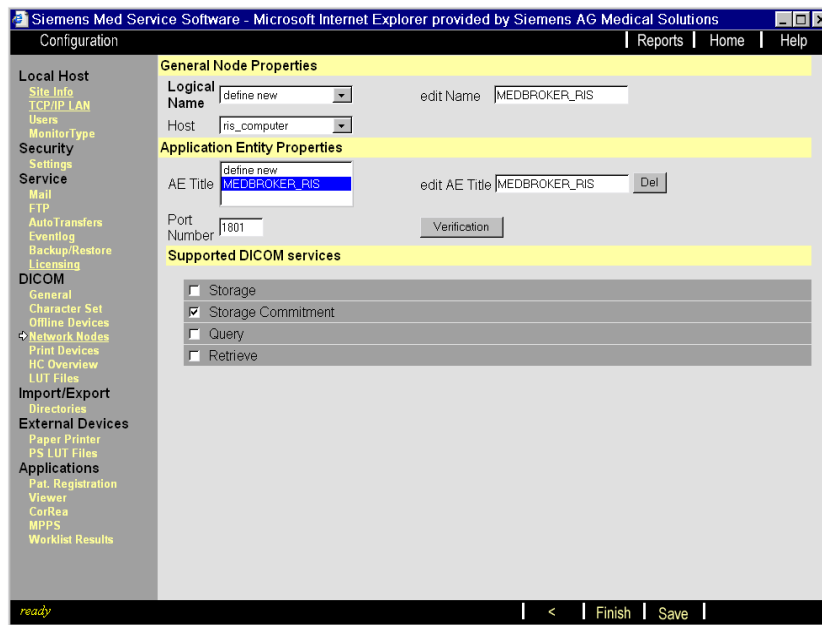 Siemens Med Service Software - Microsoft Internet Explorer provided by Siemens AG Medical Solutions
Configuration
Reports
Home
Help
Local Host
Site Info
TCP/IP LAN
Users
MonitorType
Security
Settings
Service
Mail
FTP
AutoTransfers
Eventlog
Backup/Restore
Licensing
DICOM
General
Character Set
Offline Devices
Network Nodes
Print Devices
HC Overview
LUT Files
Import/Export
Directories
External Devices
Paper Printer
PS LUT Files
Applications
Pat. Registration
Viewer
CorRea
MPPS
Worklist Results
General Node Properties
Logical Name define new edit Name MEDBROKER_RIS
Host ris_computer
Application Entity Properties
define new
AE Title MEDBROKER_RIS edit AE Title MEDBROKER_RIS Del
Port Number 1801 Verification
Supported DICOM services
Storage
Storage Commitment
Query
Retrieve
ready
< Finish Save